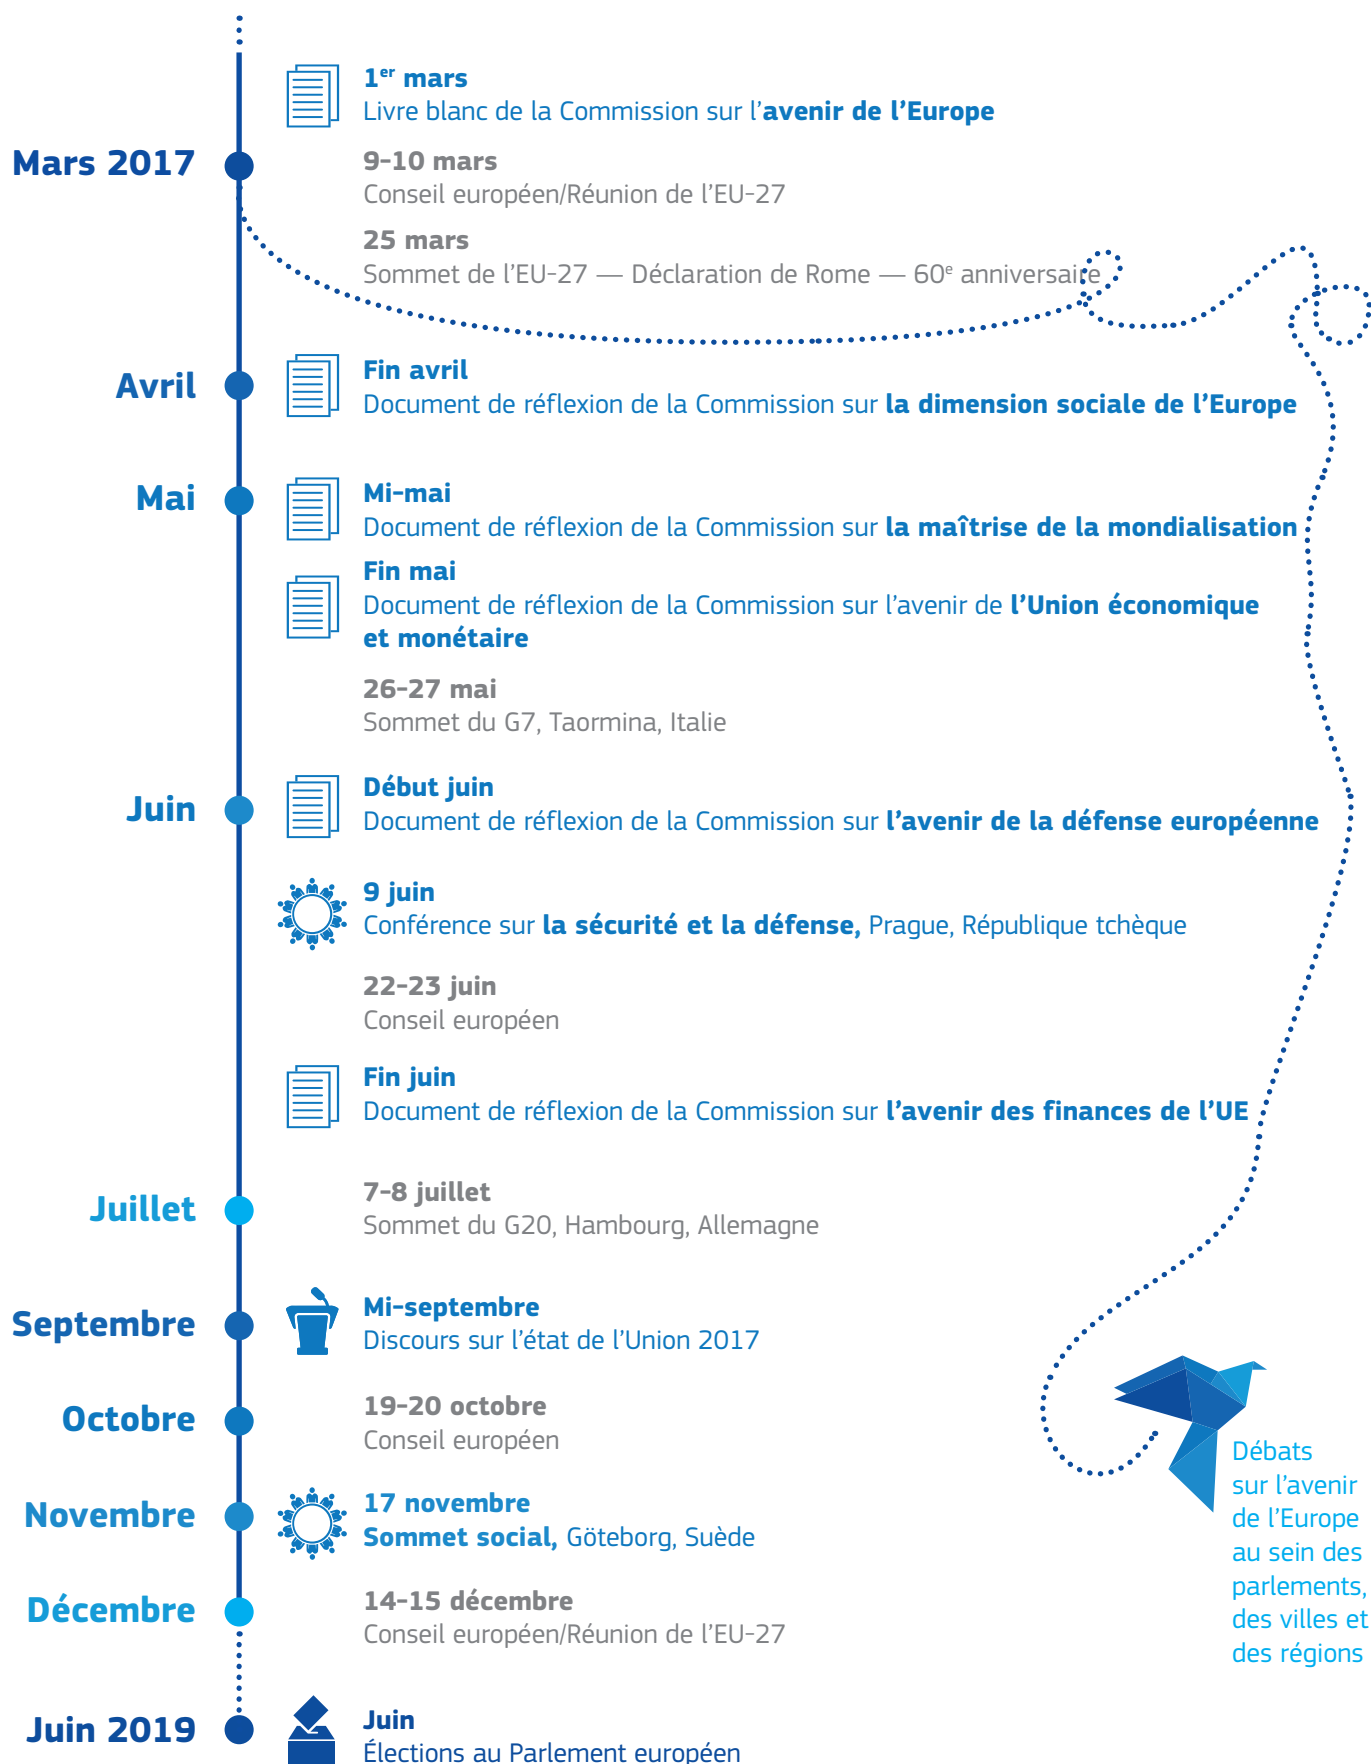 Mars 2017
1er mars
Livre blanc de la Commission sur l’avenir de l’Europe
9-10 mars
Conseil européen/Réunion de l’EU-27
25 mars
Sommet de l’EU-27 — Déclaration de Rome — 60e anniversaire
Avril
Fin avril
Document de réflexion de la Commission sur la dimension sociale de l’Europe
Mai
Mi-mai
Document de réflexion de la Commission sur la maîtrise de la mondialisation
Fin mai
Document de réflexion de la Commission sur l’avenir de l’Union économique
et monétaire
26-27 mai
Sommet du G7, Taormina, Italie
Juin
Début juin
Document de réflexion de la Commission sur l’avenir de la défense européenne
9 juin
Conférence sur la sécurité et la défense, Prague, République tchèque
22-23 juin
Conseil européen
Fin juin
Document de réflexion de la Commission sur l’avenir des finances de l’UE
Juillet
7-8 juillet
Sommet du G20, Hambourg, Allemagne
Septembre
Mi-septembre
Discours sur l’état de l’Union 2017
Octobre
19-20 octobre
Conseil européen
Novembre
17 novembre
Sommet social, Göteborg, Suède
Décembre
14-15 décembre
Conseil européen/Réunion de l’EU-27
Juin 2019
Juin
Élections au Parlement européen
Débats
sur l’avenir
de l’Europe
au sein des
parlements,
des villes et
des régions